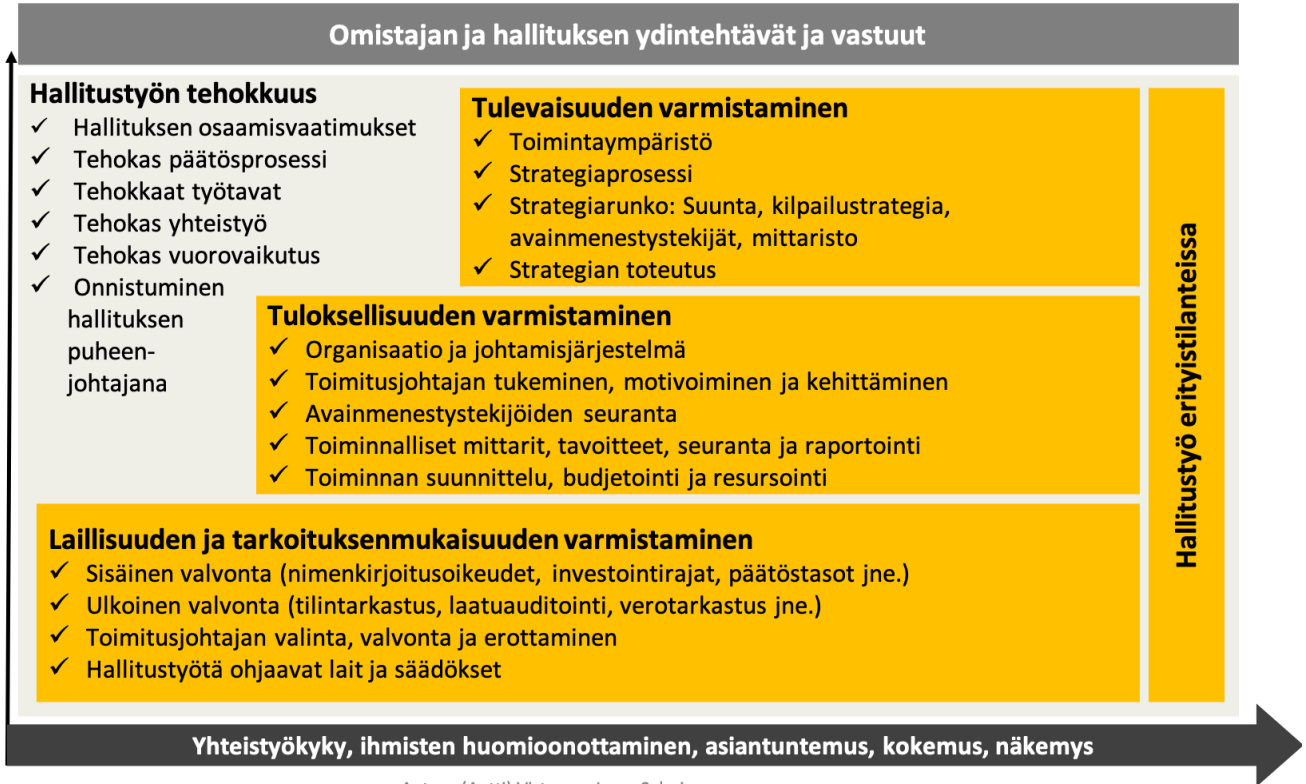 Omistajan ja hallituksen ydintehtävät ja vastuut
Hallitustyön tehokkuus
✓ Hallituksen osaamisvaatimukset
✓ Tehokas päätösprosessi
✓ Tehokkaat työtavat
✓ Tehokas yhteistyö
✓ Tehokas vuorovaikutus
✓ Onnistuminen
hallituksen
puheen-
johtajana
Tulevaisuuden varmistaminen
✓ Toimintaympäristö
✓ Strategiaprosessi
✓ Strategiarunko: Suunta, kilpailustrategia,
avainmenestystekijät, mittaristo
✓ Strategian toteutus
Tuloksellisuuden varmistaminen
✓ Organisaatio ja johtamisjärjestelmä
✓ Toimitusjohtajan tukeminen, motivoiminen ja kehittäminen
✓ Avainmenestystekijöiden seuranta
✓ Toiminnalliset mittarit, tavoitteet, seuranta ja raportointi
✓ Toiminnan suunnittelu, budjetointi ja resursointi
Laillisuuden ja tarkoituksenmukaisuuden varmistaminen
✓ Sisäinen valvonta (nimenkirjoitusoikeudet, investointirajat, päätöstasot jne.)
✓ Ulkoinen valvonta (tilintarkastus, laatuauditointi, verotarkastus jne.)
✓ Toimitusjohtajan valinta, valvonta ja erottaminen
✓ Hallitustyötä ohjaavat lait ja säädökset
Hallitustyö erityistilanteissa
Yhteistyökyky, ihmisten huomioonottaminen, asiantuntemus, kokemus, näkemys